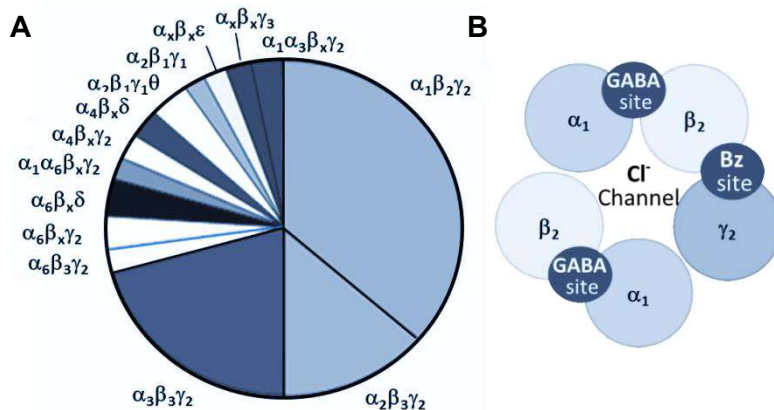 A
αₓβₓε
αₓβₓγ₃
α₂β₁γ₁
α₁α₃βₓγ₂
α₂β₁γ₁θ
α₄βₓδ
α₄βₓγ₂
α₁α₆βₓγ₂
α₆βₓδ
α₆βₓγ₂
α₆β₃γ₂
α₃β₃γ₂
α₂β₃γ₂
α₁β₂γ₂
B
GABA
site
α₁
β₂
Bz
site
Cl⁻
Channel
β₂
γ₂
GABA
site
α₁